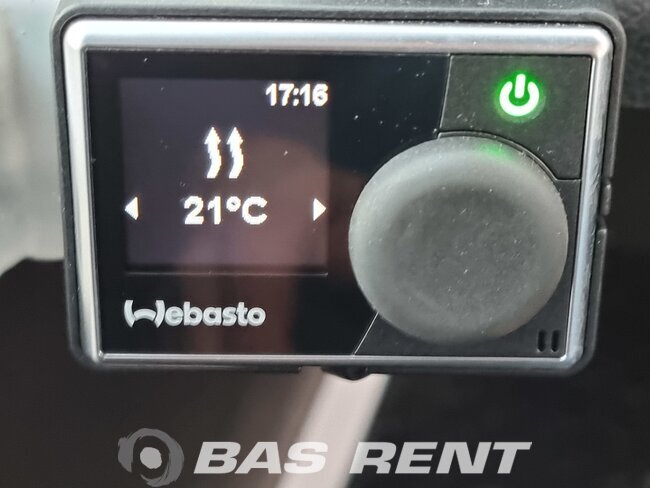 17:16
21°C
Webasto
BAS RENT